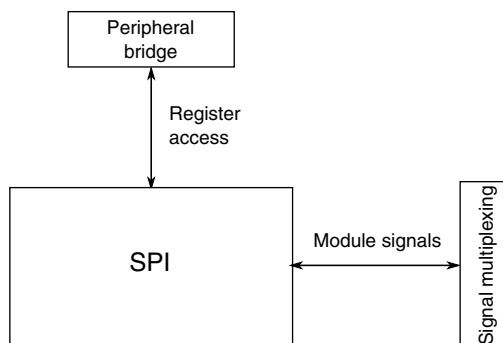 Peripheral
bridge
Register
access
SPI
Module signals
Signal multiplexing